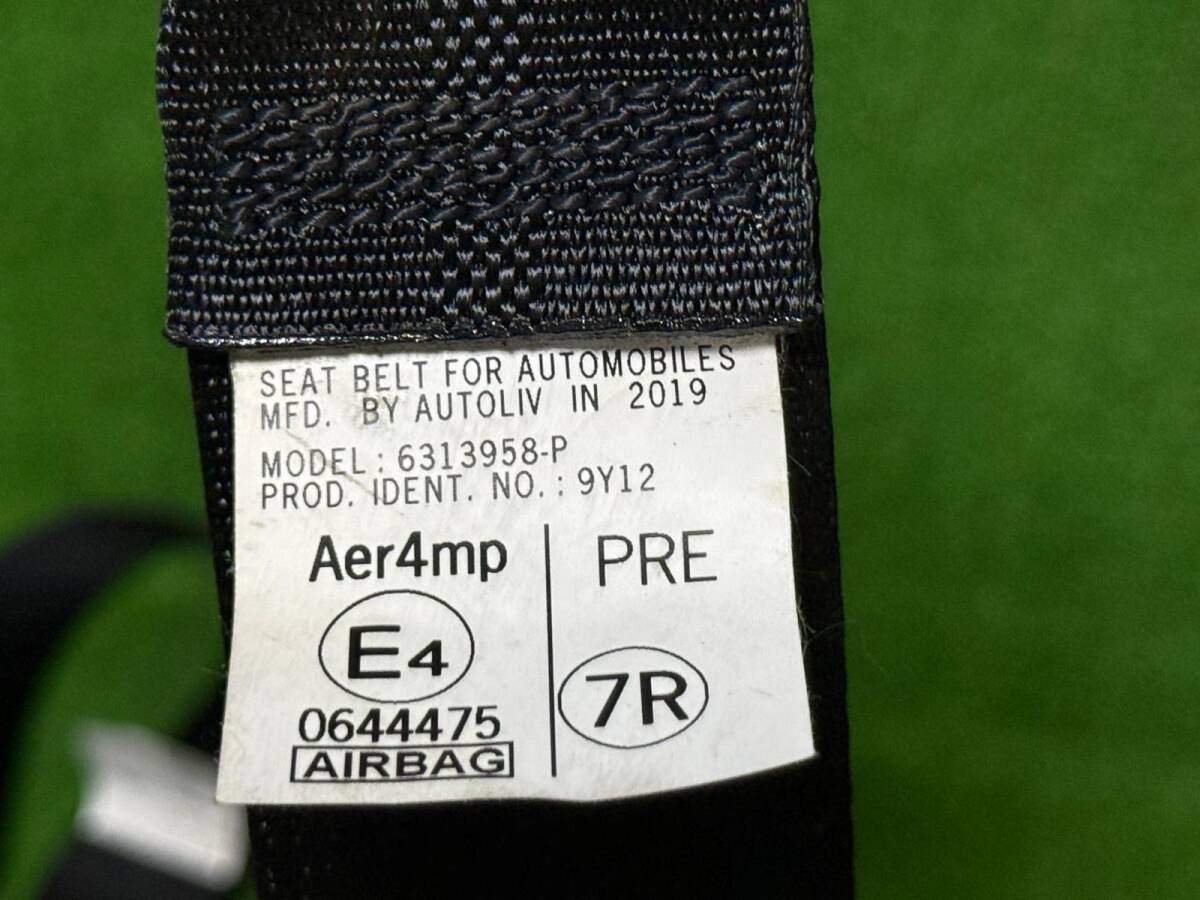 SEAT BELT FOR AUTOMOBILES
MFD. BY AUTOLIV IN 2019
MODEL: 6313958-P
PROD. IDENT. NO.: 9Y12
Aer4mp
E4
0644475
AIRBAG
PRE
7R